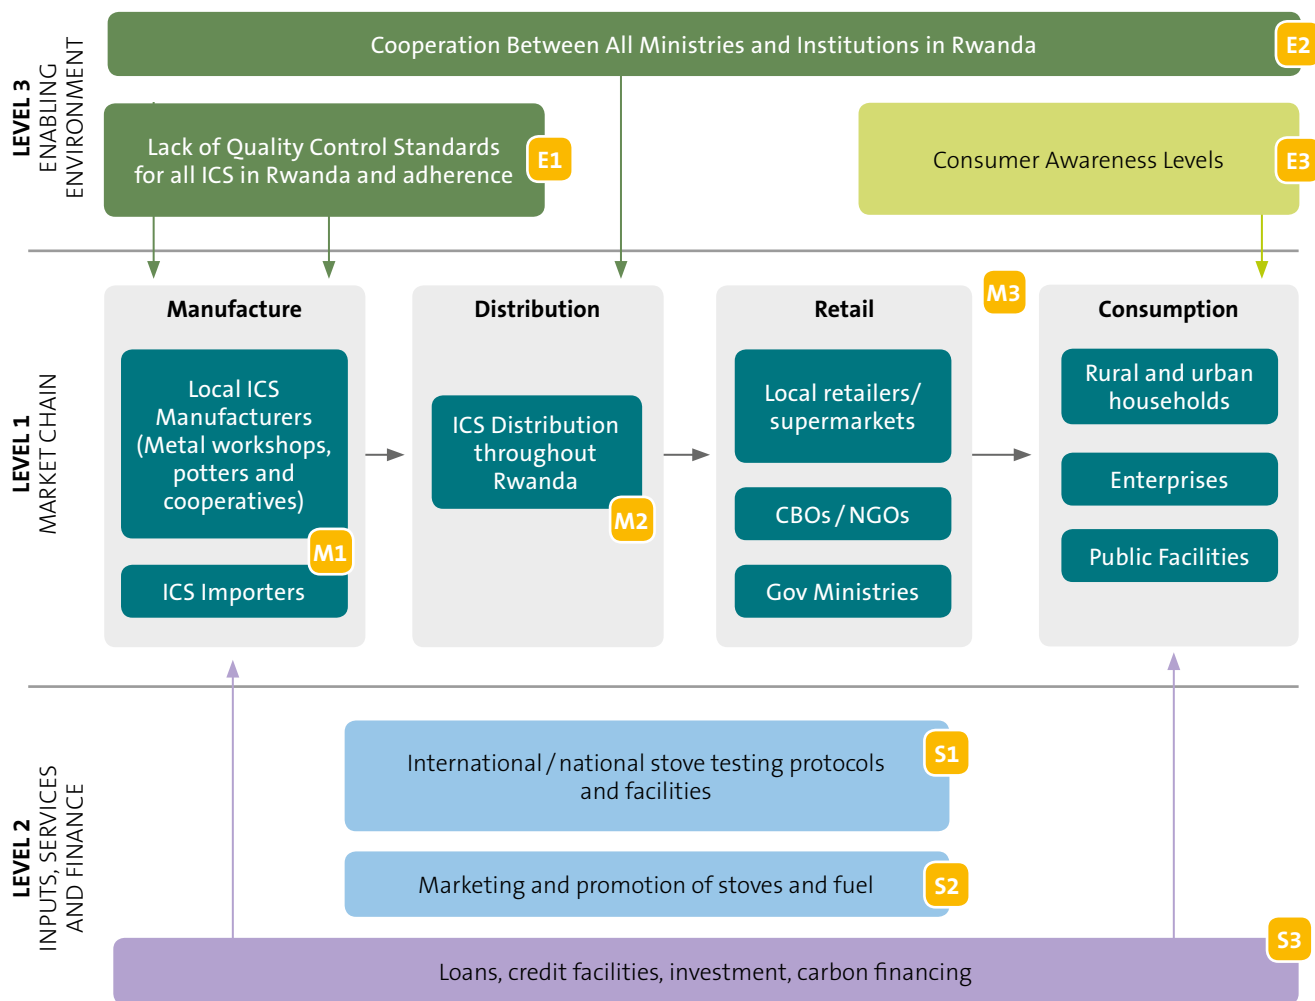 LEVEL 3
ENABLING
ENVIRONMENT
Cooperation Between All Ministries and Institutions in Rwanda
E2
Lack of Quality Control Standards
for all ICS in Rwanda and adherence
E1
Consumer Awareness Levels
E3
LEVEL 1
MARKET CHAIN
Manufacture
Local ICS
Manufacturers
(Metal workshops,
potters and
cooperatives)
M1
ICS Importers
Distribution
ICS Distribution
throughout
Rwanda
M2
Retail
Local retailers/
supermarkets
CBOs / NGOs
Gov Ministries
M3
Consumption
Rural and urban
households
Enterprises
Public Facilities
LEVEL 2
INPUTS, SERVICES
AND FINANCE
International / national stove testing protocols
and facilities
S1
Marketing and promotion of stoves and fuel
S2
Loans, credit facilities, investment, carbon financing
S3